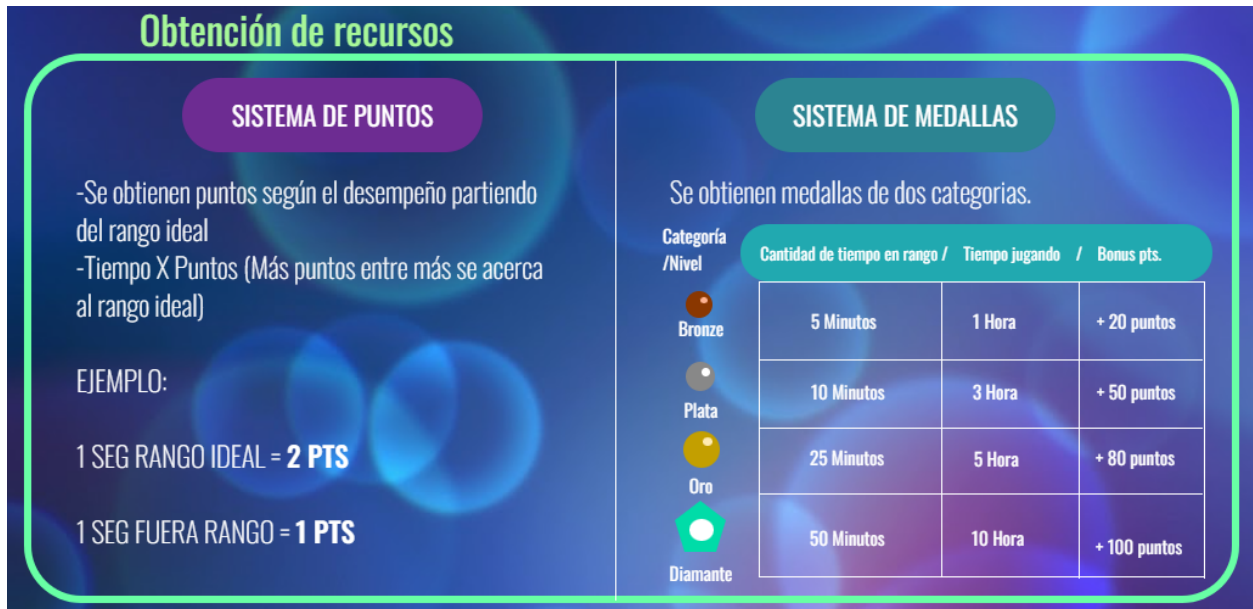 Obtención de recursos
SISTEMA DE PUNTOS
-Se obtienen puntos según el desempeño partiendo
del rango ideal
-Tiempo X Puntos (Más puntos entre más se acerca
al rango ideal)
EJEMPLO:
1 SEG RANGO IDEAL = 2 PTS
1 SEG FUERA RANGO = 1 PTS
SISTEMA DE MEDALLAS
Se obtienen medallas de dos categorias.
Categoría
/Nivel
Cantidad de tiempo en rango / Tiempo jugando / Bonus pts.
Bronze 5 Minutos 1 Hora + 20 puntos
Plata 10 Minutos 3 Hora + 50 puntos
Oro 25 Minutos 5 Hora + 80 puntos
Diamante 50 Minutos 10 Hora + 100 puntos